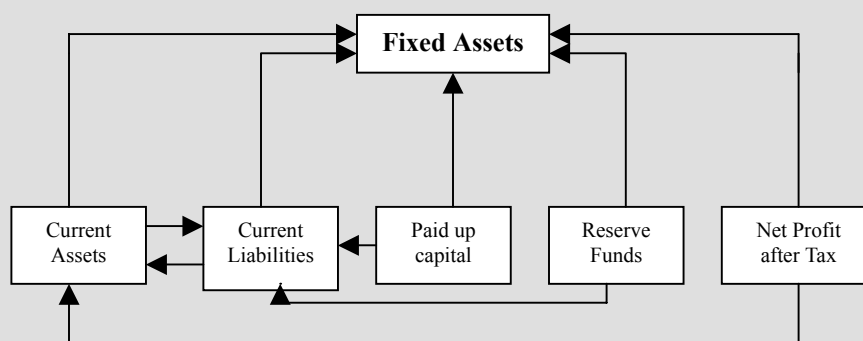 Fixed Assets
Current
Assets
Current
Liabilities
Paid up
capital
Reserve
Funds
Net Profit
after Tax